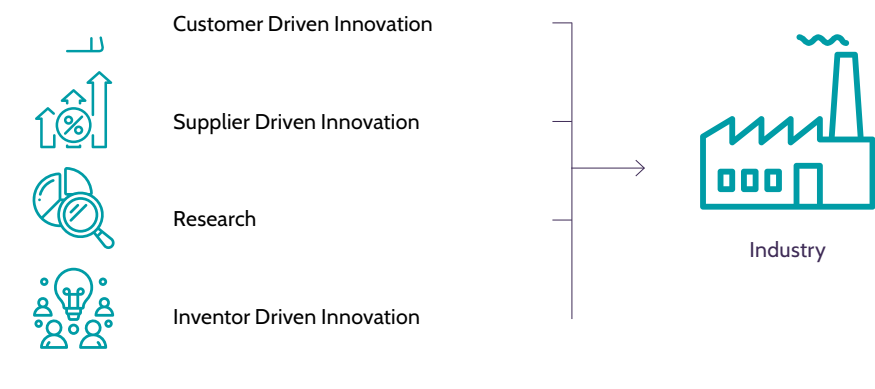 Customer Driven Innovation
Supplier Driven Innovation
Research
Inventor Driven Innovation
Industry